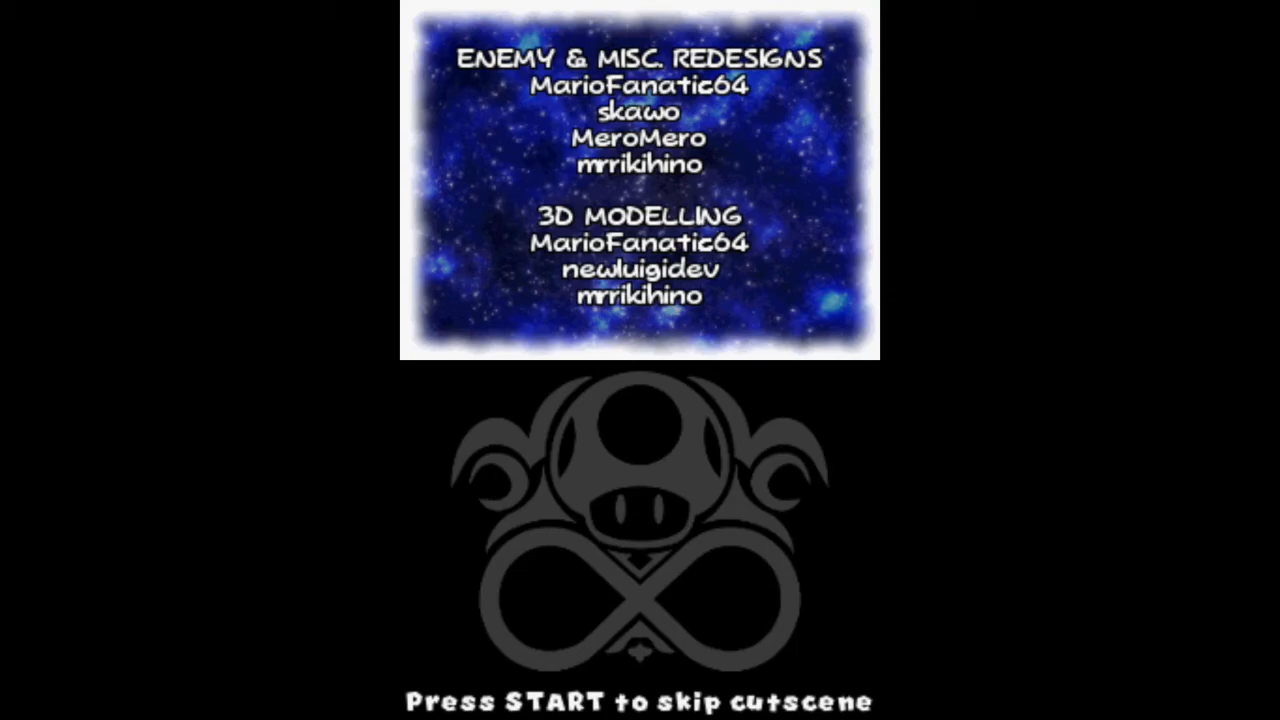 ENEMY & MISC. REDESIGNS
MarioFanatic64
skawo
MeroMero
mrrikihino
3D MODELLING
MarioFanatic64
newluigidev
mrrikihino
Press START to skip cutscene